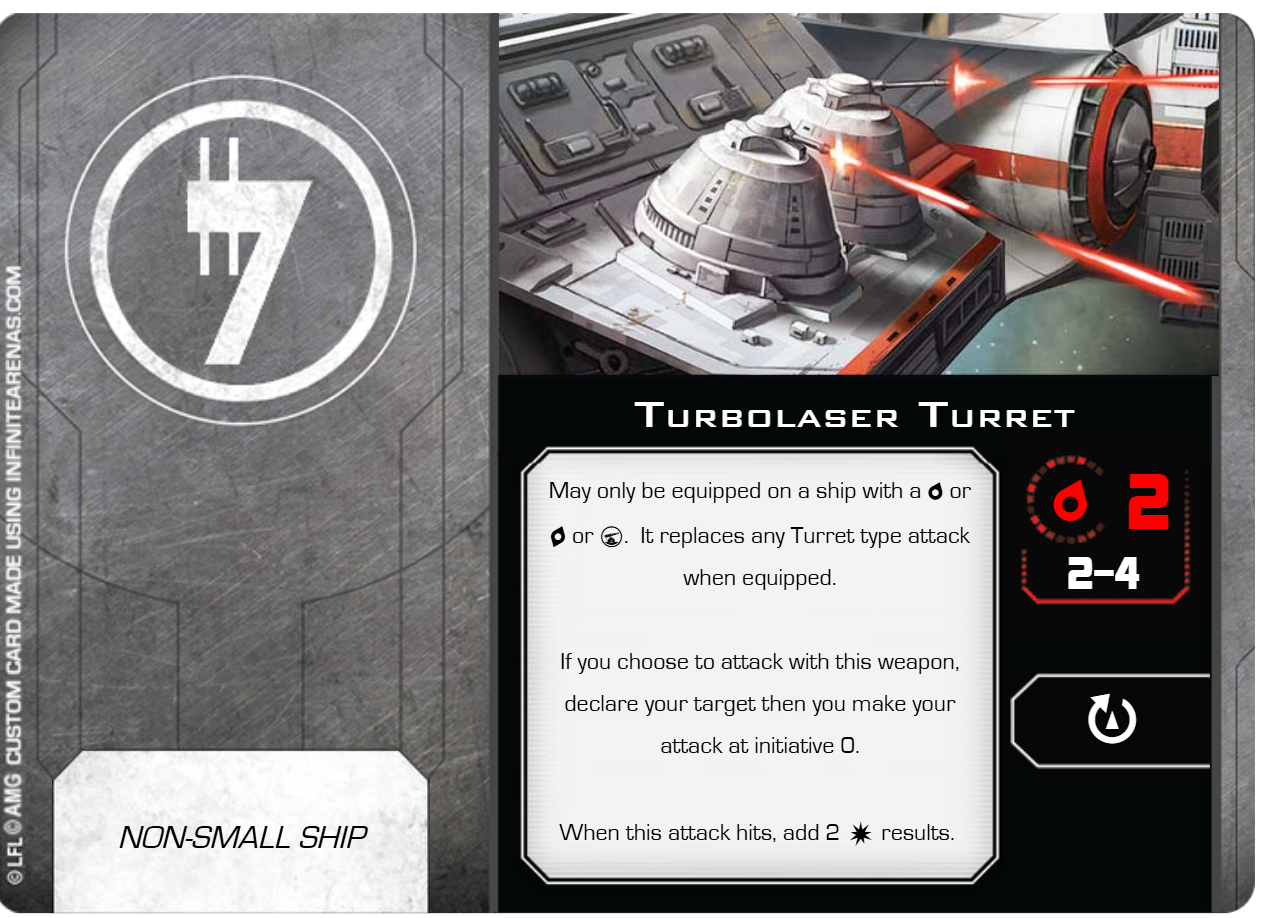 © LFL © AMG CUSTOM CARD MADE USING INFINITEARENAS.COM
NON-SMALL SHIP
TURBOLASER TURRET
May only be equipped on a ship with a or
or . It replaces any Turret type attack
when equipped.
If you choose to attack with this weapon,
declare your target then you make your
attack at initiative 0.
When this attack hits, add 2 results.
2
2–4